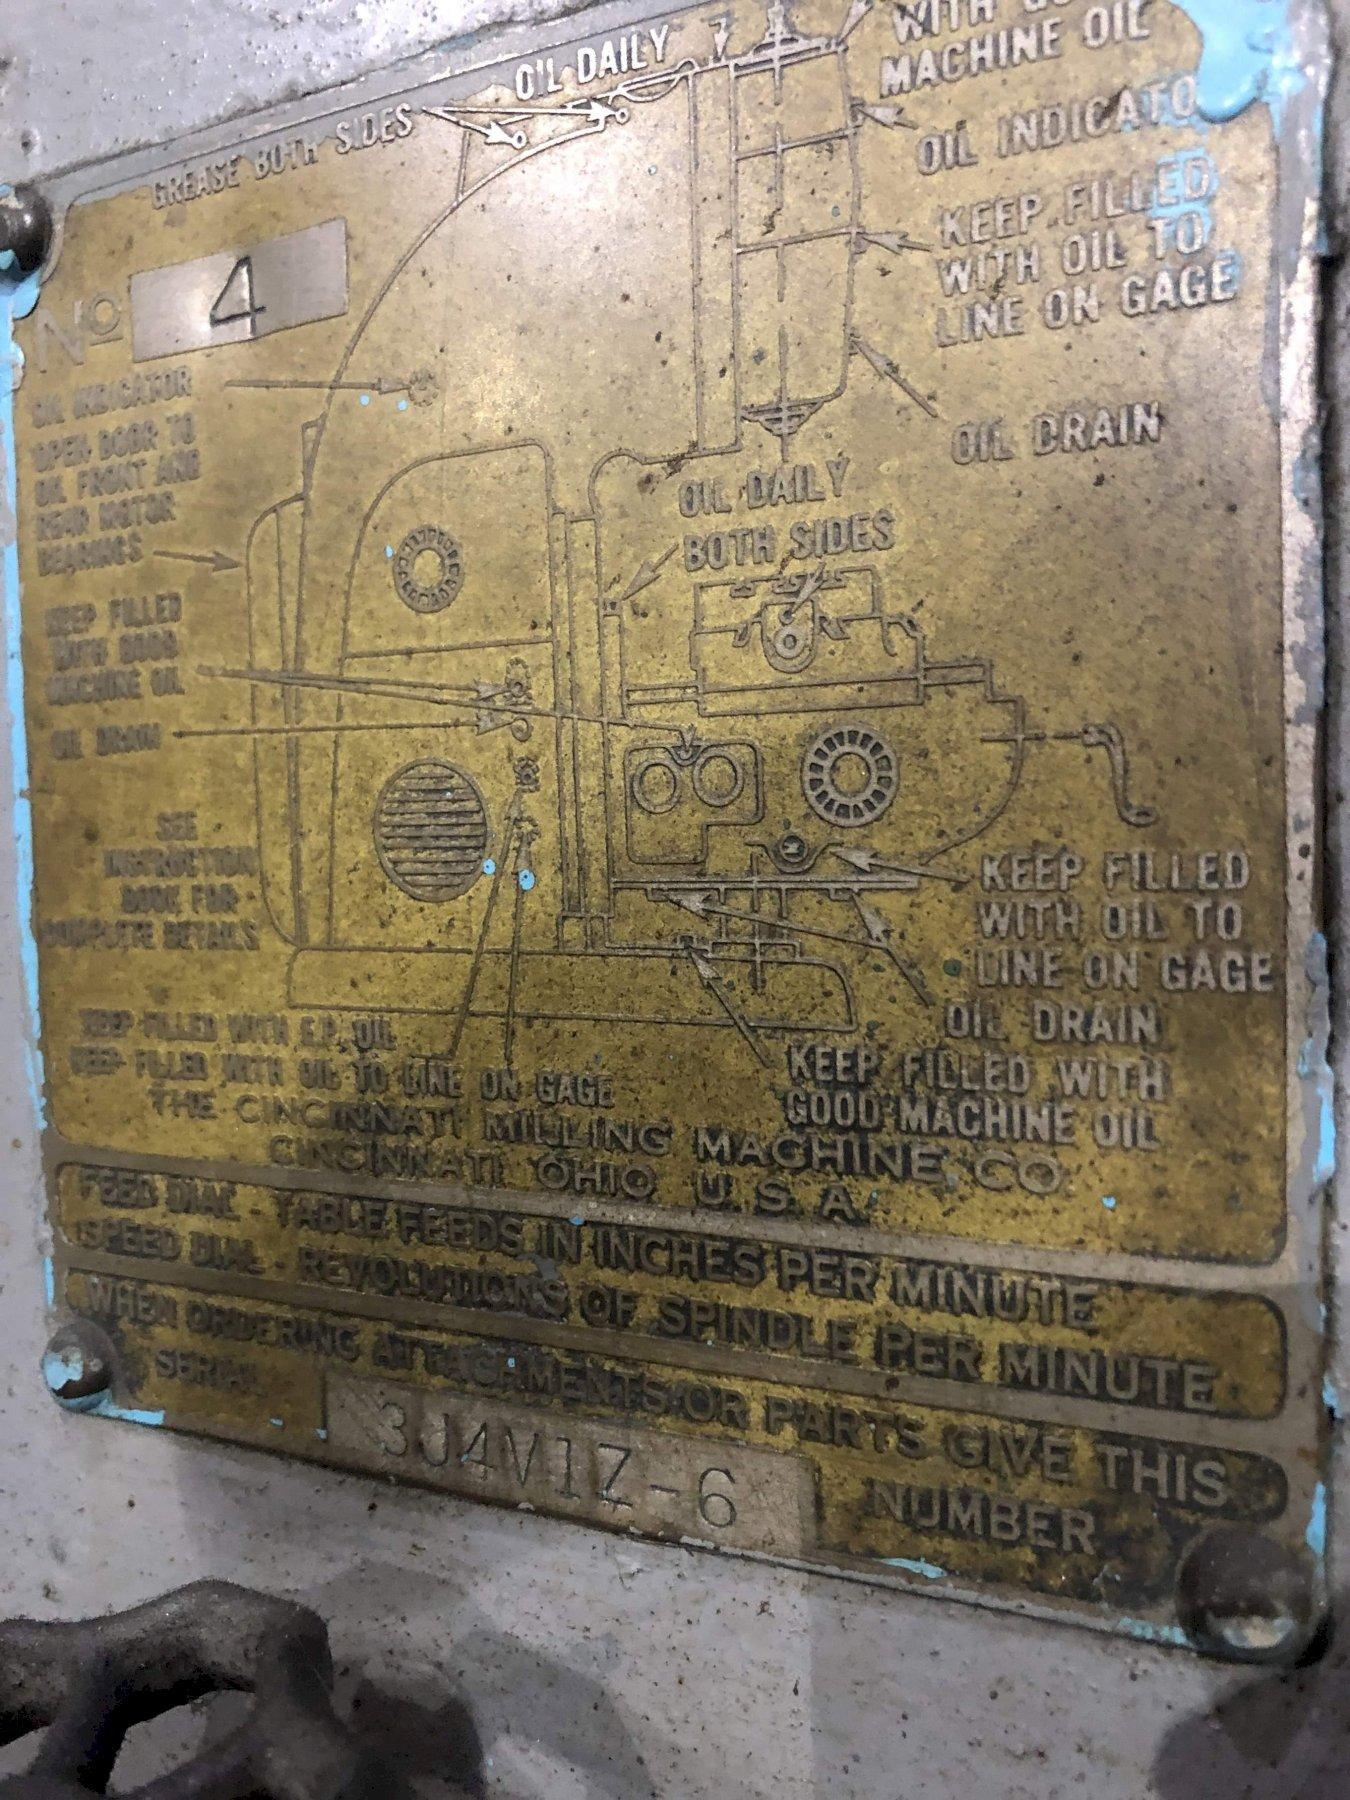 OIL DAILY
GREASE BOTH SIDES
WITH
MACHINE OIL
OIL INDICATO
KEEP FILLED
WITH OIL TO
LINE ON GAGE
OIL DRAIN
No 4
OIL INDICATOR
OPEN DOOR TO
OIL FRONT AND
REAR MOTOR
BEARINGS
OIL DAILY
BOTH SIDES
KEEP FILLED
WITH GOOD
MACHINE OIL
OIL DRAIN
SEE
INSTRUCTION
BOOK FOR
COMPLETE DETAILS
KEEP FILLED
WITH OIL TO
LINE ON GAGE
OIL DRAIN
KEEP FILLED WITH
GOOD MACHINE OIL
KEEP FILLED WITH E.P. OIL
KEEP FILLED WITH OIL TO LINE ON GAGE
THE CINCINNATI MILLING MACHINE CO.
CINCINNATI OHIO U.S.A.
FEED DIAL - TABLE FEEDS IN INCHES PER MINUTE
SPEED DIAL - REVOLUTIONS OF SPINDLE PER MINUTE
WHEN ORDERING ATTACHMENTS OR PARTS GIVE THIS
SERIAL 3J4V1Z-6 NUMBER